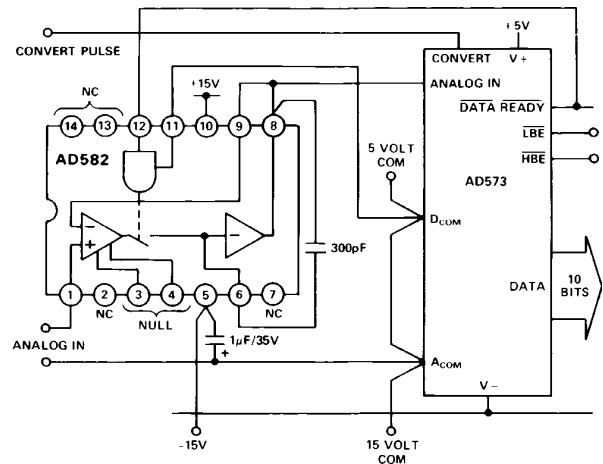 +5V
CONVERT PULSE
CONVERT
V+
+15V
ANALOG IN
NC
DATA READY
14
13
12
11
10
9
8
LBE
AD582
5 VOLT
COM
HBE
AD573
DCOM
300pF
DATA
10
BITS
1
2
3
4
5
6
7
NC
NULL
NC
ANALOG IN
1μF/35V
+
ACOM
V-
-15V
15 VOLT
COM
-
+
-